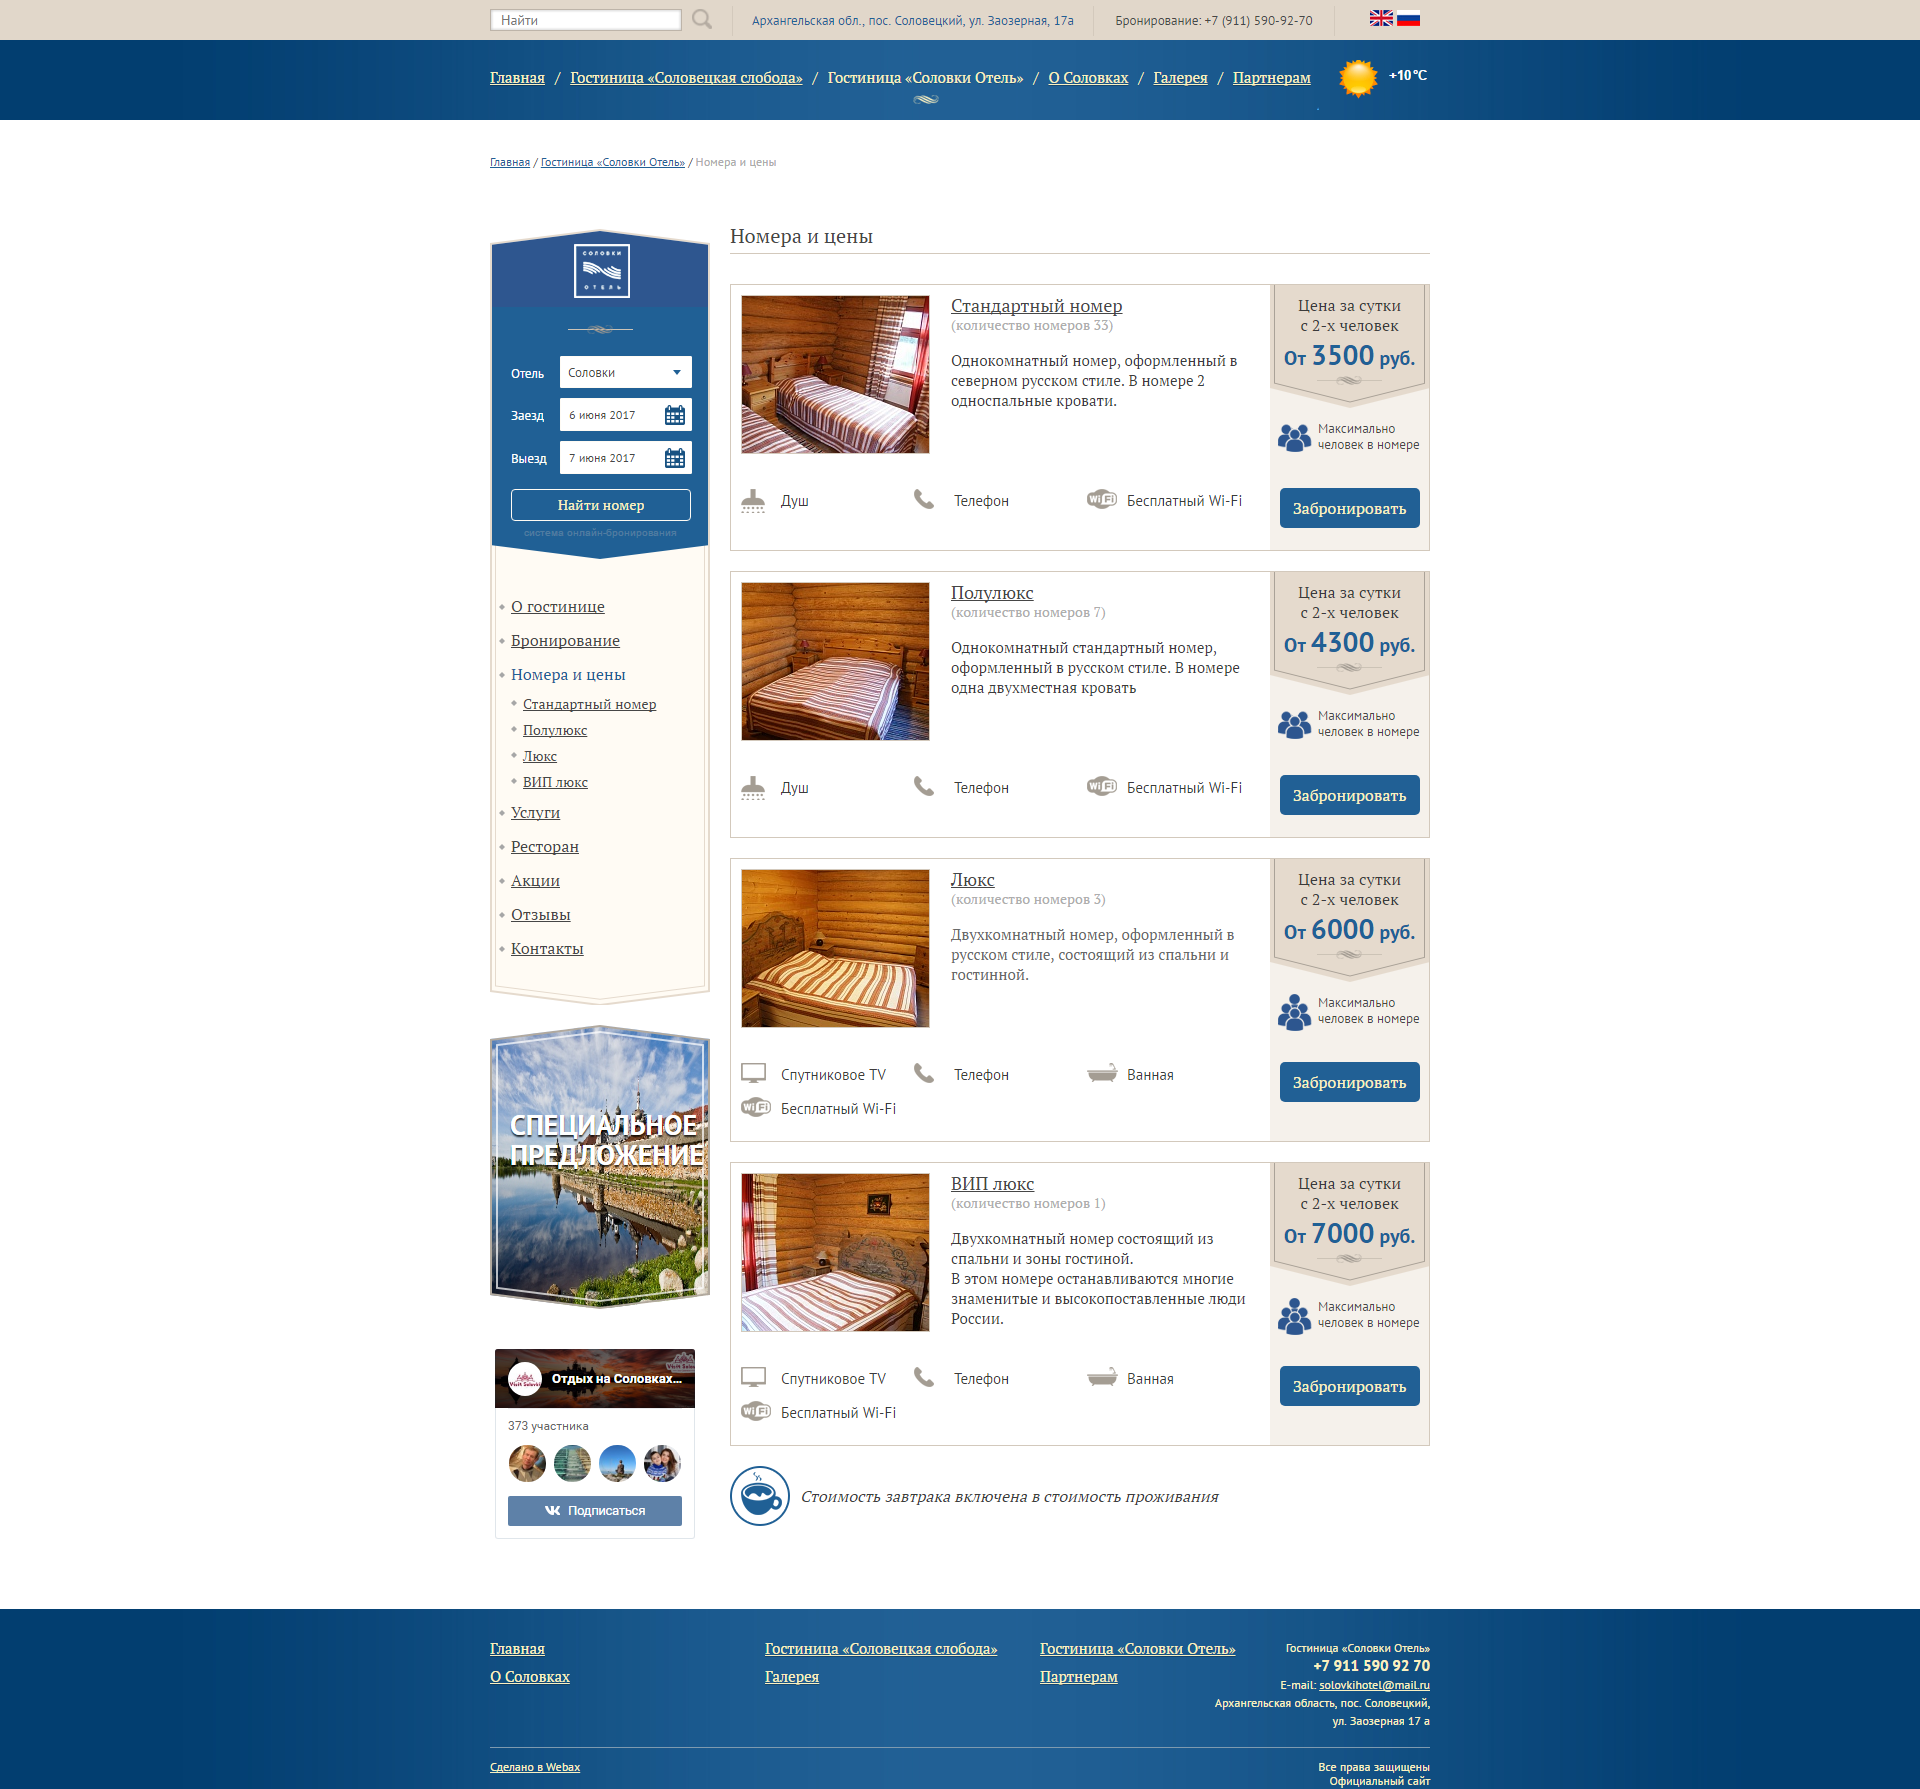 Найти
Архангельская обл., пос. Соловецкий, ул. Заозерная, 17а
Бронирование: +7 (911) 590-92-70
Главная / Гостиница «Соловецкая слобода» / Гостиница «Соловки Отель» / О Соловках / Галерея / Партнерам
+10 °C
Главная / Гостиница «Соловки Отель» / Номера и цены
СОЛОВКИ
ОТЕЛЬ
Отель
Соловки
Заезд
6 июня 2017
Выезд
7 июня 2017
Найти номер
система онлайн-бронирования
О гостинице
Бронирование
Номера и цены
Стандартный номер
Полулюкс
Люкс
ВИП люкс
Услуги
Ресторан
Акции
Отзывы
Контакты
СПЕЦИАЛЬНОЕ
ПРЕДЛОЖЕНИЕ
Visit Solovki
Отдых на Соловках...
373 участника
Подписаться
Номера и цены
Стандартный номер
(количество номеров 33)
Однокомнатный номер, оформленный в
северном русском стиле. В номере 2
односпальные кровати.
Душ
Телефон
WiFi
Бесплатный Wi-Fi
Цена за сутки
с 2-х человек
От 3500 руб.
Максимально
человек в номере
Забронировать
Полулюкс
(количество номеров 7)
Однокомнатный стандартный номер,
оформленный в русском стиле. В номере
одна двухместная кровать
Душ
Телефон
WiFi
Бесплатный Wi-Fi
Цена за сутки
с 2-х человек
От 4300 руб.
Максимально
человек в номере
Забронировать
Люкс
(количество номеров 3)
Двухкомнатный номер, оформленный в
русском стиле, состоящий из спальни и
гостинной.
Спутниковое TV
Телефон
Ванная
WiFi
Бесплатный Wi-Fi
Цена за сутки
с 2-х человек
От 6000 руб.
Максимально
человек в номере
Забронировать
ВИП люкс
(количество номеров 1)
Двухкомнатный номер состоящий из
спальни и зоны гостиной.
В этом номере останавливаются многие
знаменитые и высокопоставленные люди
России.
Спутниковое TV
Телефон
Ванная
WiFi
Бесплатный Wi-Fi
Цена за сутки
с 2-х человек
От 7000 руб.
Максимально
человек в номере
Забронировать
Стоимость завтрака включена в стоимость проживания
Главная
О Соловках
Гостиница «Соловецкая слобода»
Галерея
Гостиница «Соловки Отель»
Партнерам
Гостиница «Соловки Отель»
+7 911 590 92 70
E-mail: solovkihotel@mail.ru
Архангельская область, пос. Соловецкий,
ул. Заозерная 17 а
Сделано в Webax
Все права защищены
Официальный сайт